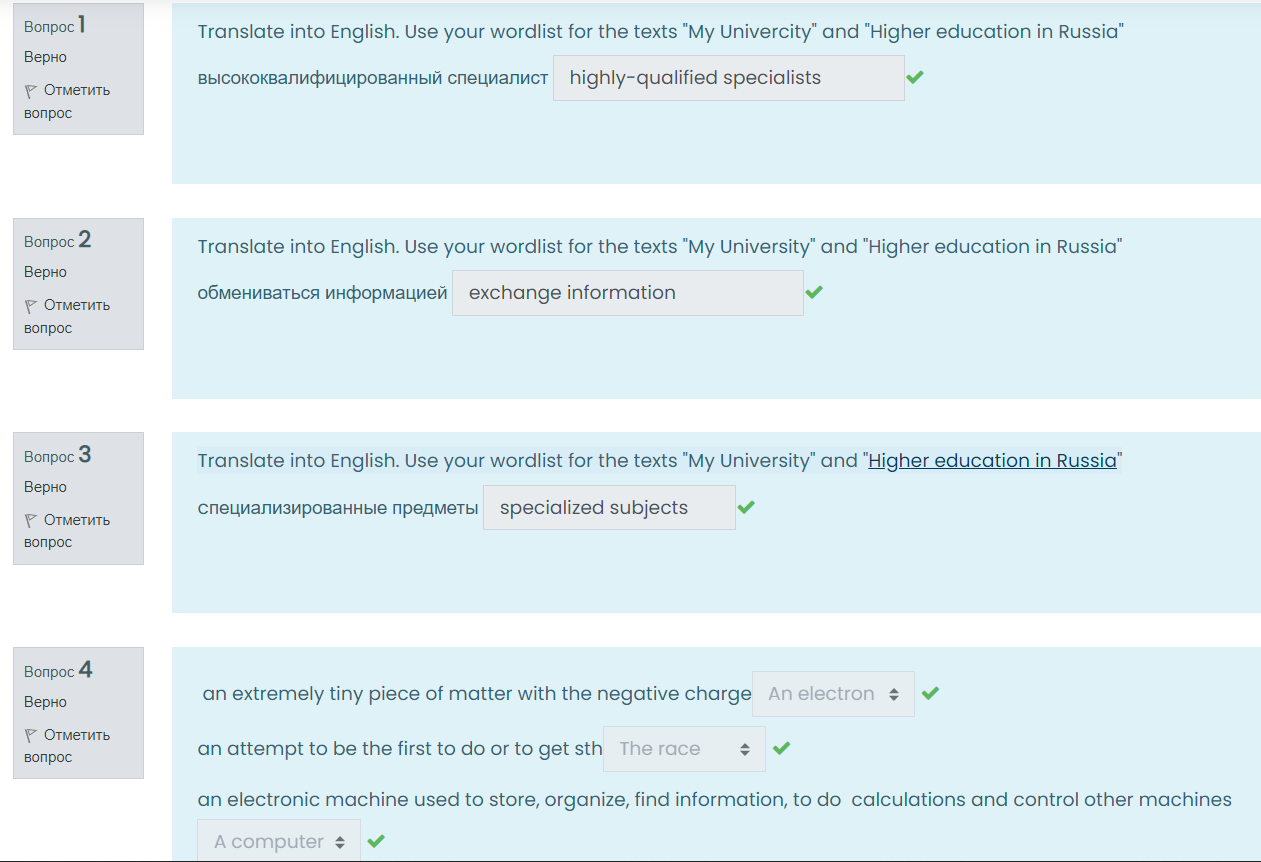 Вопрос 1
Верно
Отметить
вопрос
Translate into English. Use your wordlist for the texts "My Univercity" and "Higher education in Russia"
высококвалифицированный специалист highly-qualified specialists
Вопрос 2
Верно
Отметить
вопрос
Translate into English. Use your wordlist for the texts "My University" and "Higher education in Russia"
обмениваться информацией exchange information
Вопрос 3
Верно
Отметить
вопрос
Translate into English. Use your wordlist for the texts "My University" and "Higher education in Russia"
специализированные предметы specialized subjects
Вопрос 4
Верно
Отметить
вопрос
an extremely tiny piece of matter with the negative charge An electron
an attempt to be the first to do or to get sth The race
an electronic machine used to store, organize, find information, to do calculations and control other machines
A computer